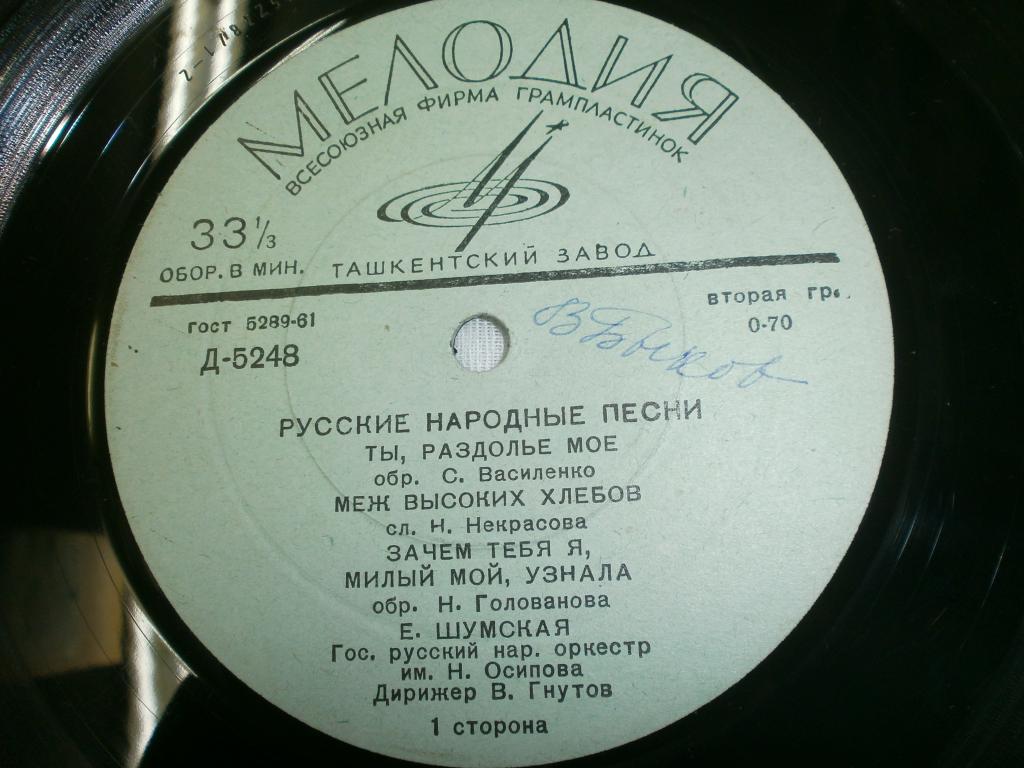 МЕЛОДИЯ
ВСЕСОЮЗНАЯ ФИРМА ГРАМПЛАСТИНОК
33⅓
ОБОР. В МИН. ТАШКЕНТСКИЙ ЗАВОД
гост 5289-61
вторая гр.
Д-5248
0-70
В Быков
РУССКИЕ НАРОДНЫЕ ПЕСНИ
ТЫ, РАЗДОЛЬЕ МОЕ
обр. С. Василенко
МЕЖ ВЫСОКИХ ХЛЕБОВ
сл. Н. Некрасова
ЗАЧЕМ ТЕБЯ Я,
МИЛЫЙ МОЙ, УЗНАЛА
обр. Н. Голованова
Е. ШУМСКАЯ
Гос. русский нар. оркестр
им. Н. Осипова
Дирижер В. Гнутов
1 сторона